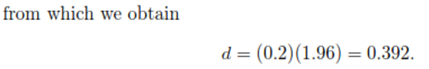 from which we obtain
d = (0.2)(1.96) = 0.392.